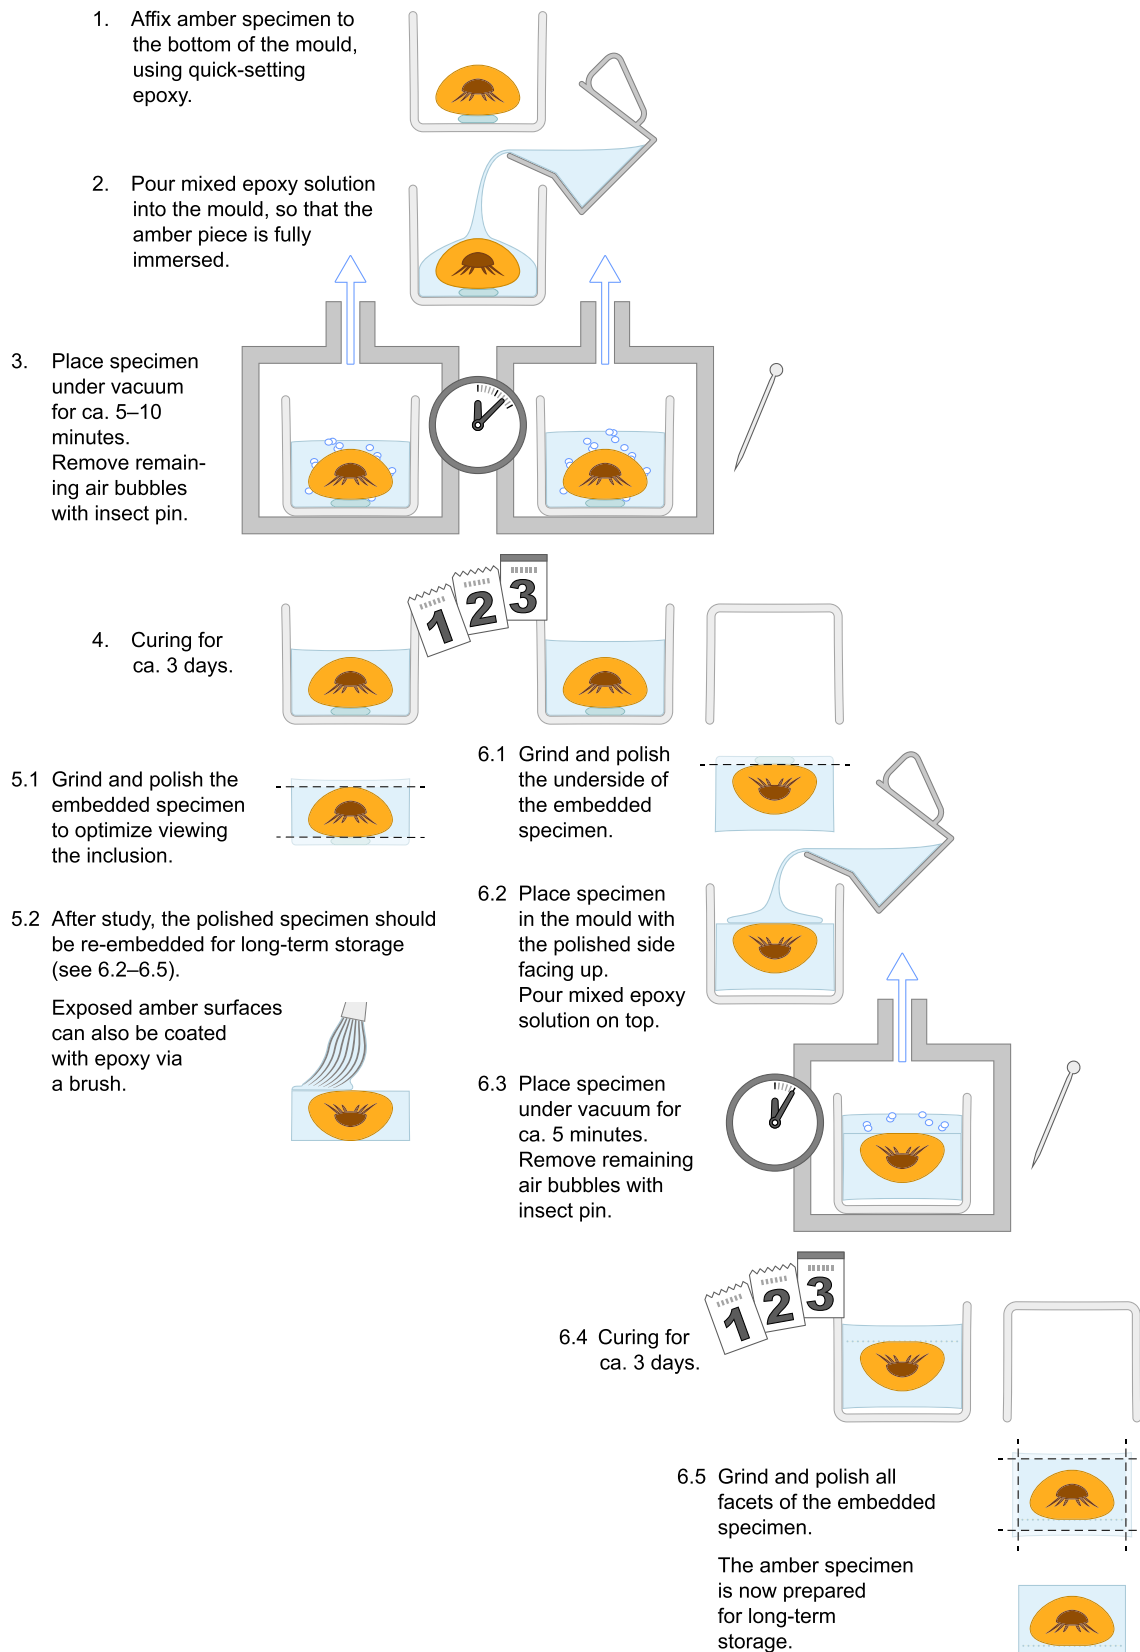 1. Affix amber specimen to
the bottom of the mould,
using quick-setting
epoxy.
2. Pour mixed epoxy solution
into the mould, so that the
amber piece is fully
immersed.
3. Place specimen
under vacuum
for ca. 5–10
minutes.
Remove remain-
ing air bubbles
with insect pin.
1 2 3
4. Curing for
ca. 3 days.
5.1 Grind and polish the
embedded specimen
to optimize viewing
the inclusion.
5.2 After study, the polished specimen should
be re-embedded for long-term storage
(see 6.2–6.5).
Exposed amber surfaces
can also be coated
with epoxy via
a brush.
6.1 Grind and polish
the underside of
the embedded
specimen.
6.2 Place specimen
in the mould with
the polished side
facing up.
Pour mixed epoxy
solution on top.
6.3 Place specimen
under vacuum for
ca. 5 minutes.
Remove remaining
air bubbles with
insect pin.
1 2 3
6.4 Curing for
ca. 3 days.
6.5 Grind and polish all
facets of the embedded
specimen.
The amber specimen
is now prepared
for long-term
storage.